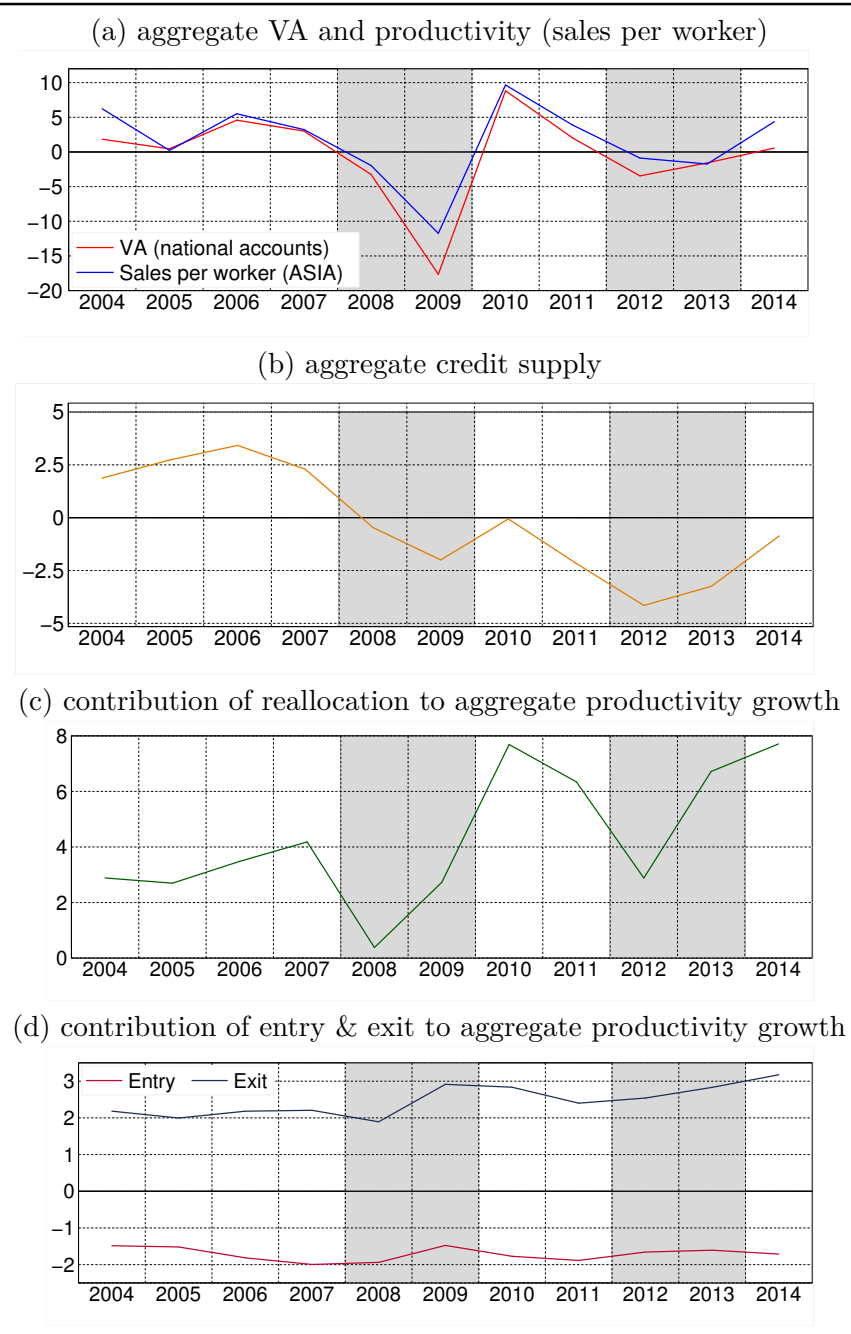 (a) aggregate VA and productivity (sales per worker)
10
5
0
−5
−10
−15
−20
VA (national accounts)
Sales per worker (ASIA)
2004 2005 2006 2007 2008 2009 2010 2011 2012 2013 2014
(b) aggregate credit supply
5
2.5
0
−2.5
−5
2004 2005 2006 2007 2008 2009 2010 2011 2012 2013 2014
(c) contribution of reallocation to aggregate productivity growth
8
6
4
2
0
2004 2005 2006 2007 2008 2009 2010 2011 2012 2013 2014
(d) contribution of entry & exit to aggregate productivity growth
Entry Exit
3
2
1
0
−1
−2
2004 2005 2006 2007 2008 2009 2010 2011 2012 2013 2014